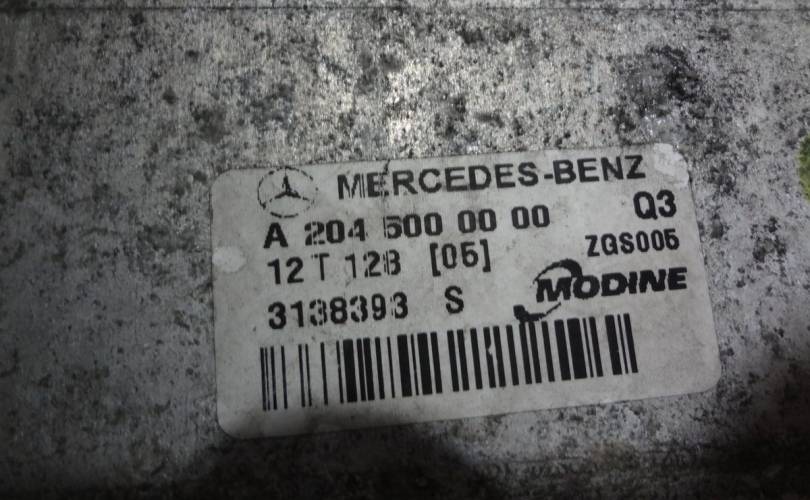 MERCEDES-BENZ
A 204 500 00 00 Q3
12 T 128 [05] ZGS005
3138393 S MODINE